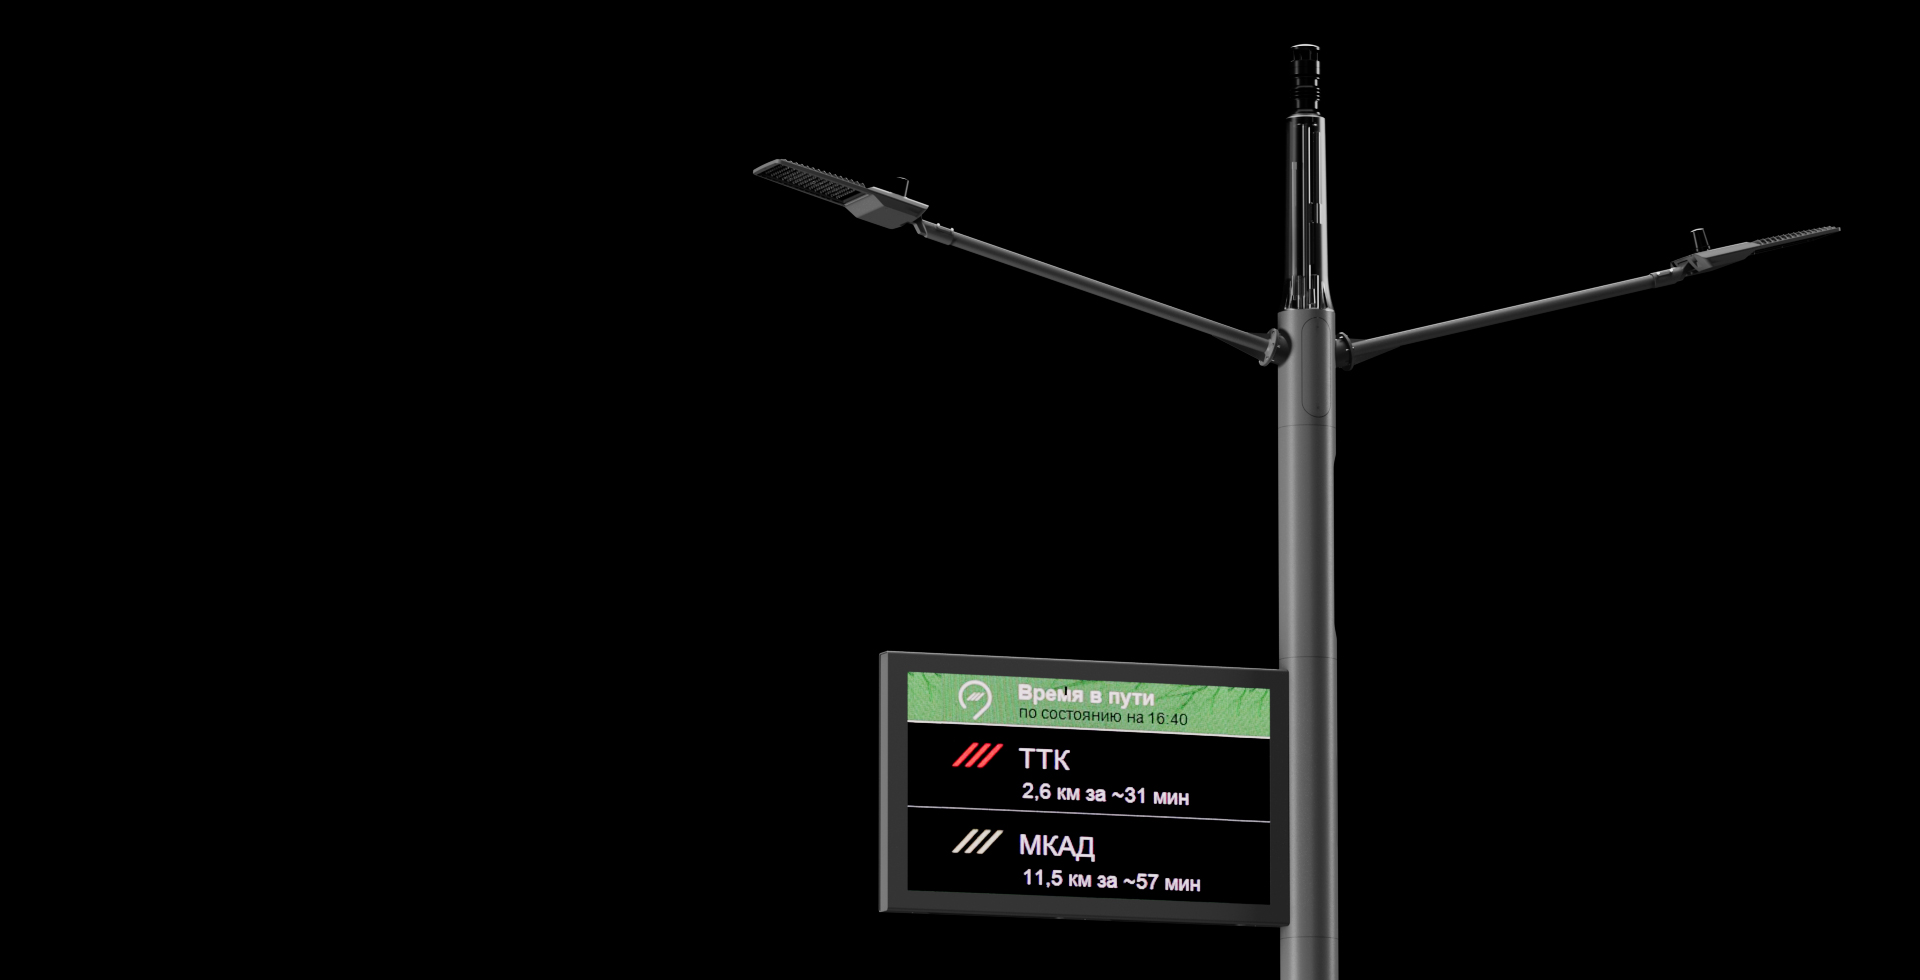 Время в пути
по состоянию на 16:40
ТТК
2,6 км за ~31 мин
МКАД
11,5 км за ~57 мин